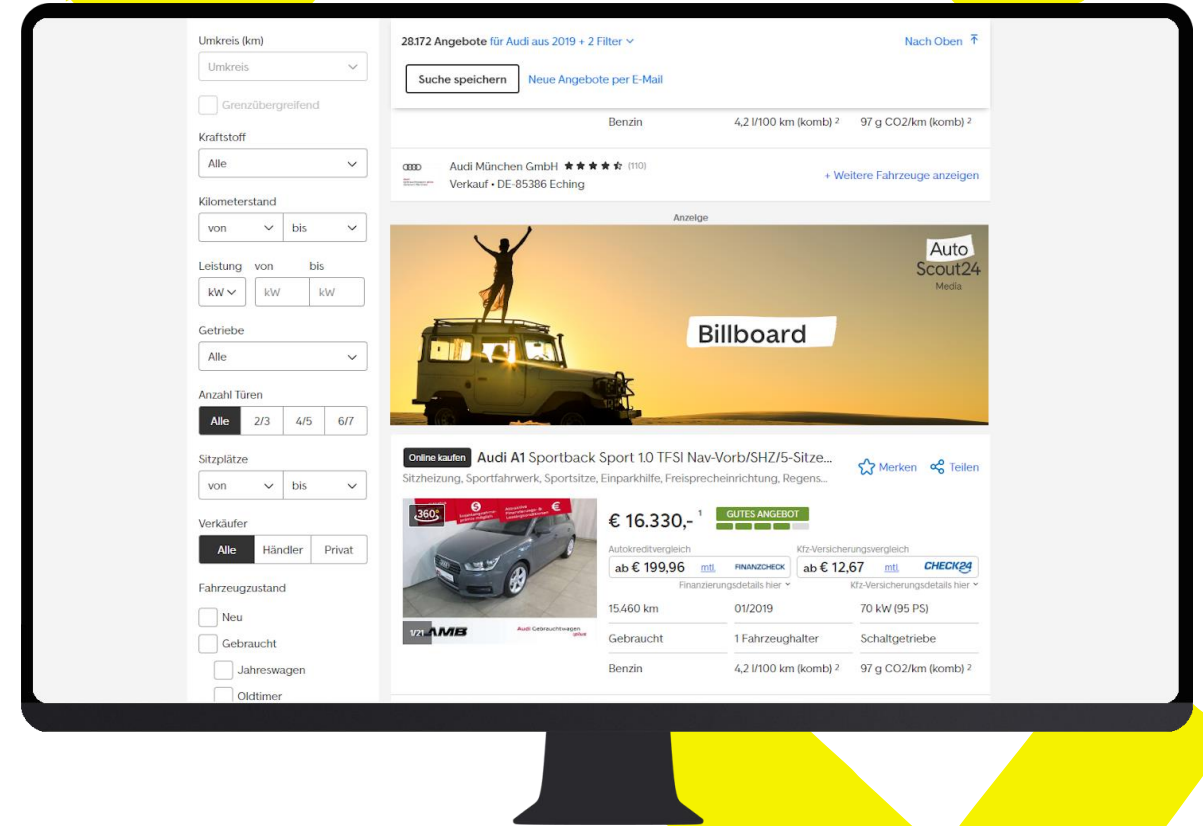 Umkreis (km)
Umkreis
Grenzübergreifend
Kraftstoff
Alle
Kilometerstand
von bis
Leistung von bis
kW kW kW
Getriebe
Alle
Anzahl Türen
Alle 2/3 4/5 6/7
Sitzplätze
von bis
Verkäufer
Alle Händler Privat
Fahrzeugzustand
Neu
Gebraucht
Jahreswagen
Oldtimer
28.172 Angebote für Audi aus 2019 + 2 Filter
Nach Oben
Suche speichern Neue Angebote per E-Mail
Benzin 4,2 l/100 km (komb) 2 97 g CO2/km (komb) 2
Audi München GmbH (110)
Verkauf • DE-85386 Eching
+ Weitere Fahrzeuge anzeigen
Anzeige
Auto
Scout24
Media
Billboard
Online kaufen Audi A1 Sportback Sport 1.0 TFSI Nav-Vorb/SHZ/5-Sitze...
Merken Teilen
Sitzheizung, Sportfahrwerk, Sportsitze, Einparkhilfe, Freisprecheinrichtung, Regens...
360°
€ 16.330,- 1 GUTES ANGEBOT
Autokreditvergleich Kfz-Versicherungsvergleich
ab € 199,96 mtl. FINANZCHECK ab € 12,67 mtl. CHECK24
Finanzierungsdetails hier Kfz-Versicherungsdetails hier
15.460 km 01/2019 70 kW (95 PS)
1/21 AMB Audi Gebrauchtwagen :plus
Gebraucht 1 Fahrzeughalter Schaltgetriebe
Benzin 4,2 l/100 km (komb) 2 97 g CO2/km (komb) 2